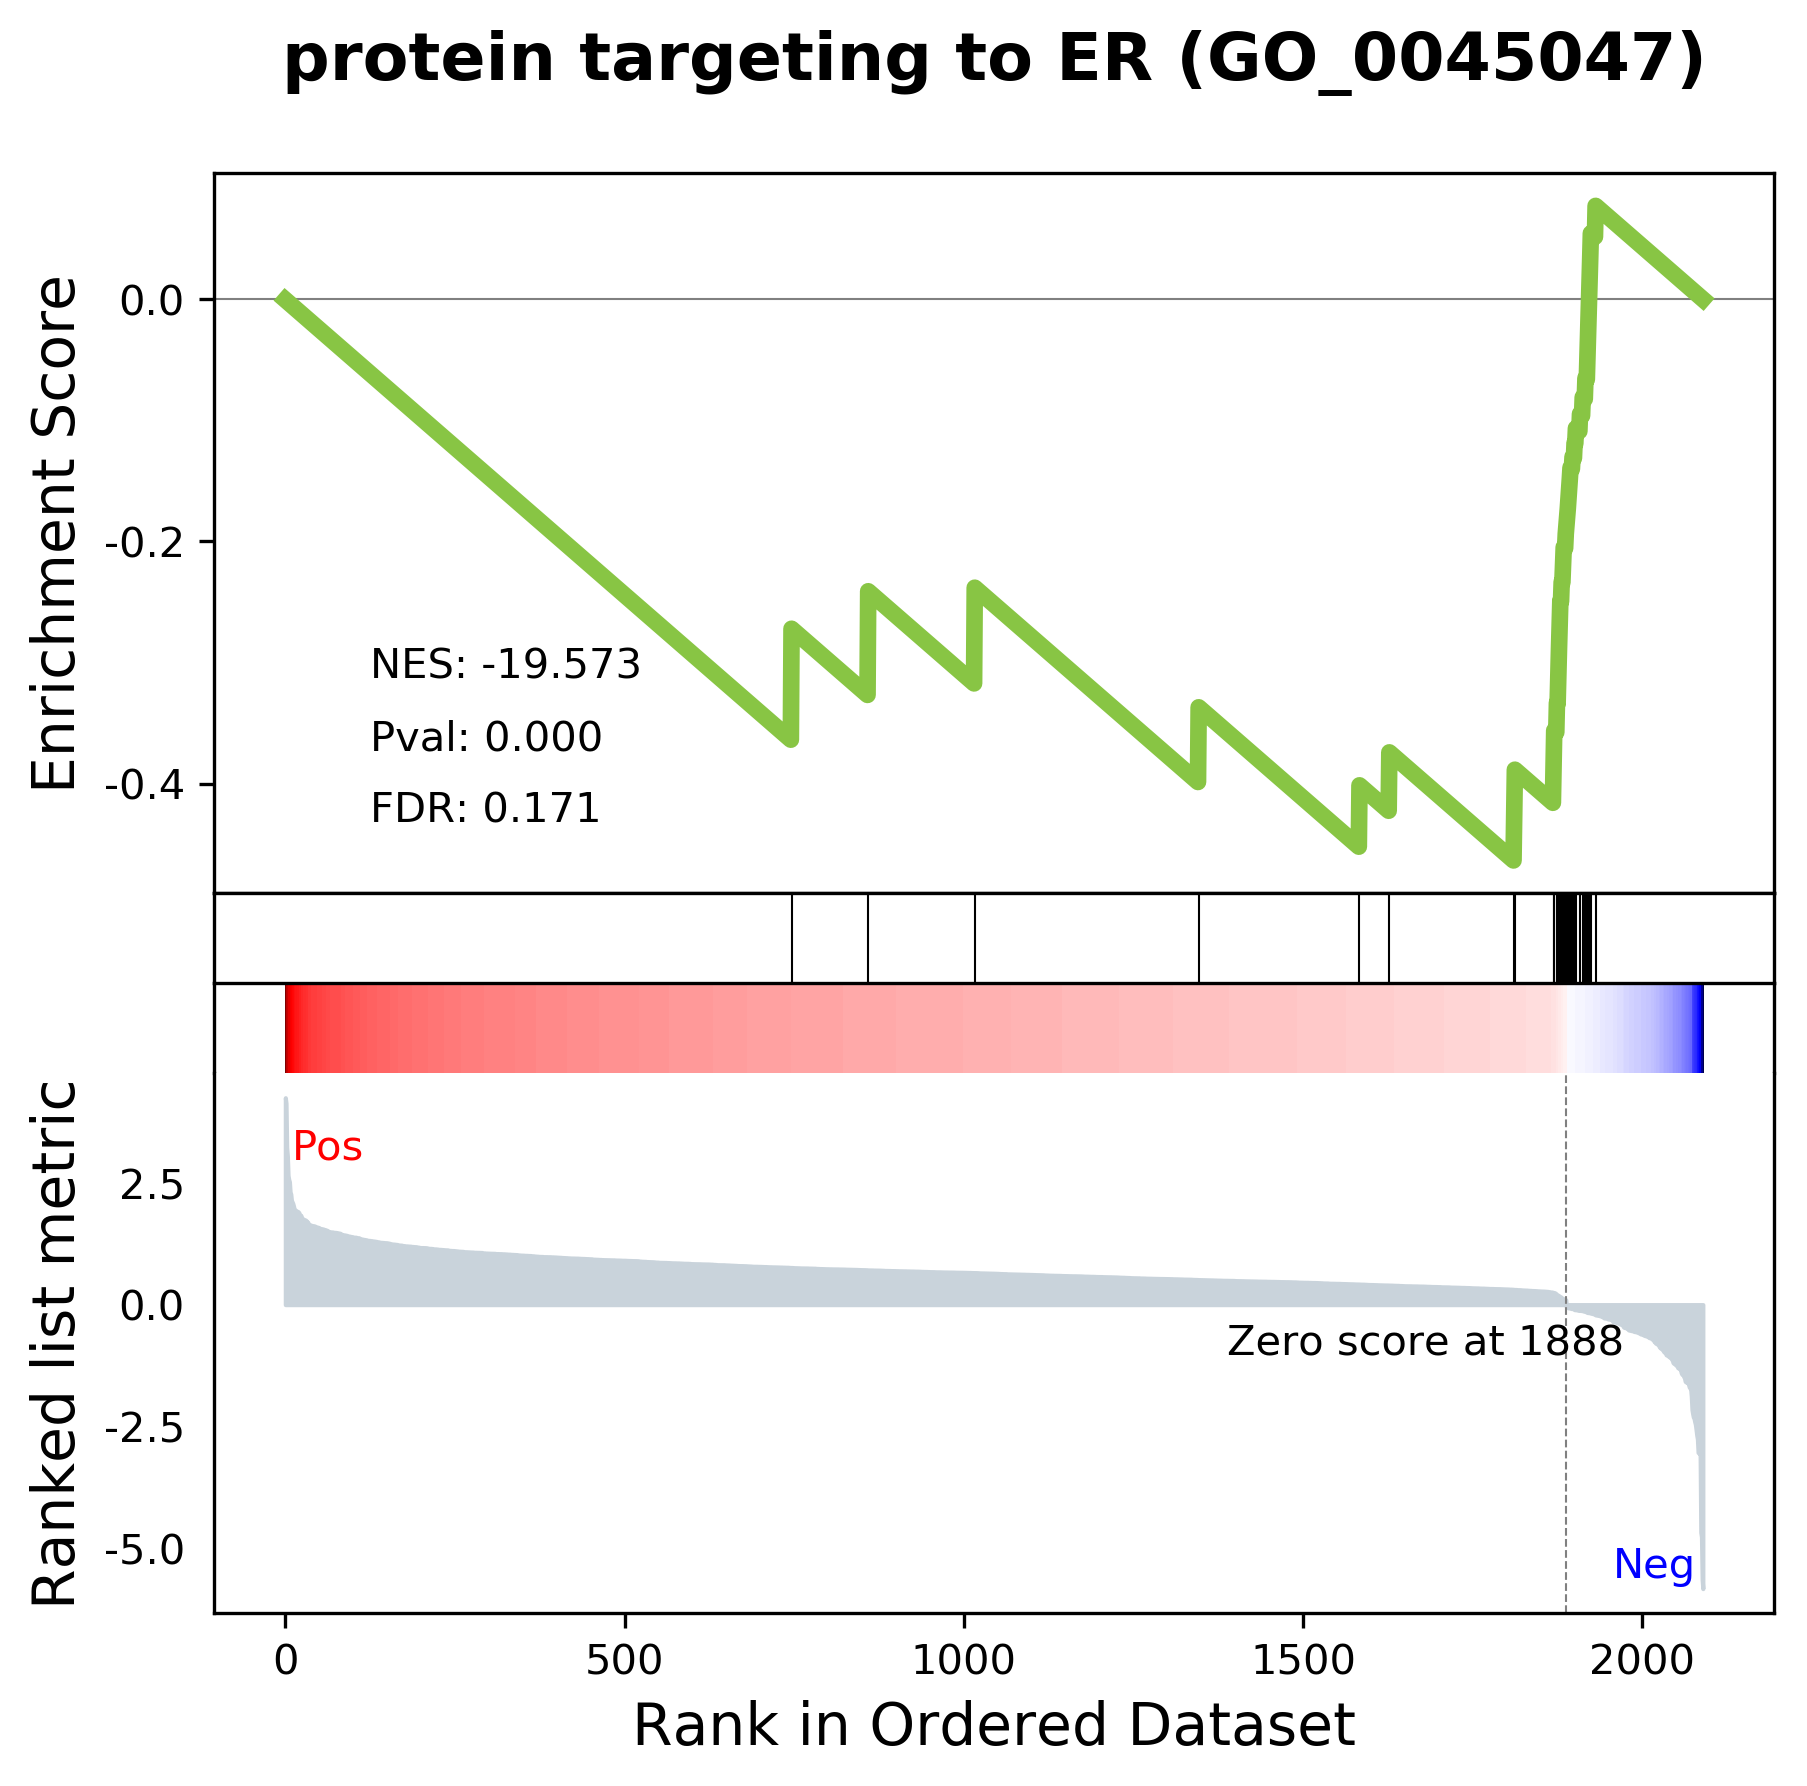 protein targeting to ER (GO_0045047)
Enrichment Score
0.0
-0.2
-0.4
NES: -19.573
Pval: 0.000
FDR: 0.171
Ranked list metric
2.5
0.0
-2.5
-5.0
Pos
Zero score at 1888
Neg
0 500 1000 1500 2000
Rank in Ordered Dataset